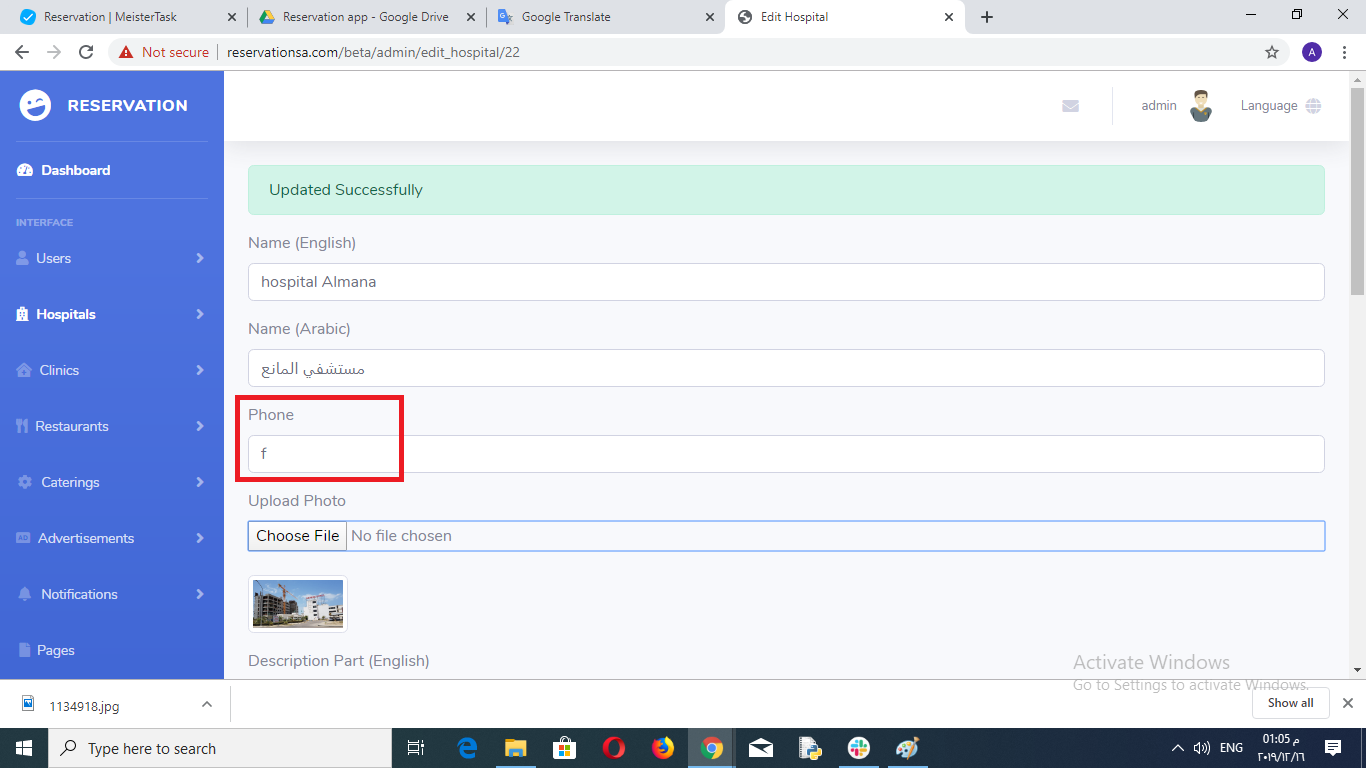 Reservation | MeisterTask
Reservation app - Google Drive
Google Translate
Edit Hospital
Not secure
reservationsa.com/beta/admin/edit_hospital/22
A
RESERVATION
admin
Language
Dashboard
Updated Successfully
INTERFACE
Name (English)
Users
hospital Almana
Hospitals
Name (Arabic)
Clinics
مستشفي المانع
Phone
Restaurants
f
Caterings
Upload Photo
AD
Advertisements
Choose File
No file chosen
Notifications
Pages
Description Part (English)
Activate Windows
Go to Settings to activate Windows.
1134918.jpg
Show all
Type here to search
ENG
01:05 م
٢٠١٩/١٢/١٦